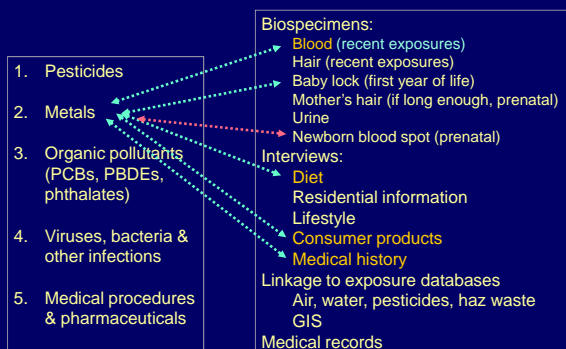 1. Pesticides
2. Metals
3. Organic pollutants
(PCBs, PBDEs,
phthalates)
4. Viruses, bacteria &
other infections
5. Medical procedures
& pharmaceuticals
Biospecimens:
Blood (recent exposures)
Hair (recent exposures)
Baby lock (first year of life)
Mother's hair (if long enough, prenatal)
Urine
Newborn blood spot (prenatal)
Interviews:
Diet
Residential information
Lifestyle
Consumer products
Medical history
Linkage to exposure databases
Air, water, pesticides, haz waste
GIS
Medical records